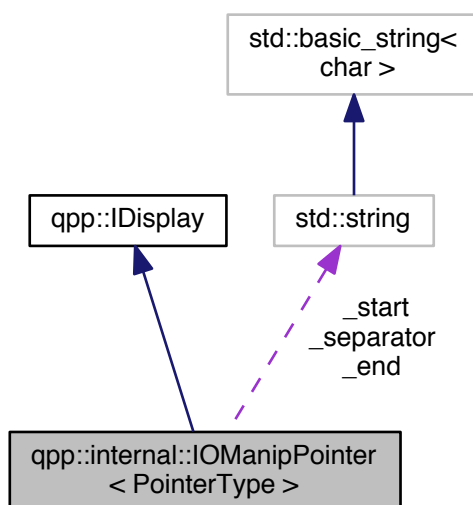 std::basic_string<
char >
qpp::IDisplay
std::string
_start
_separator
_end
qpp::internal::IOManipPointer
< PointerType >